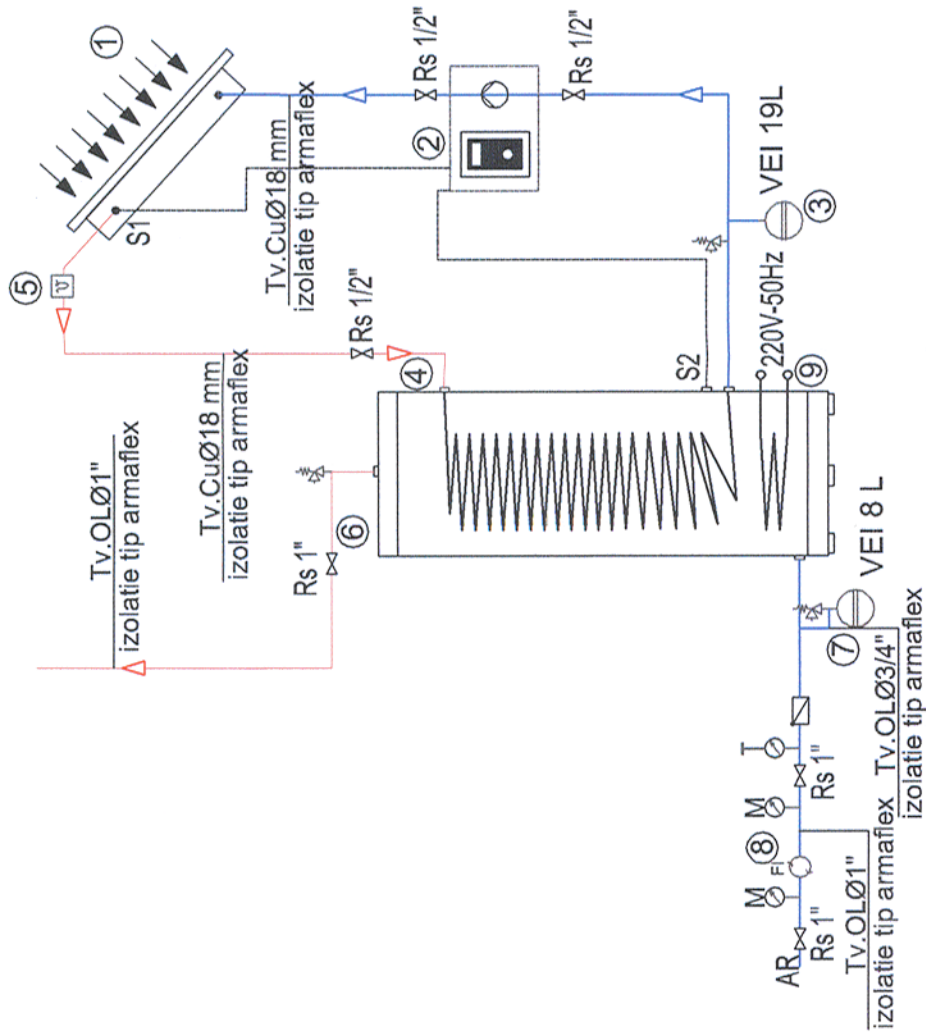 1
Rs 1/2"
2
Rs 1/2"
VEI 19L
3
S1
Tv.CuØ18 mm
izolatie tip armaflex
5
ϑ
Rs 1/2"
4
S2
220V-50Hz
9
Tv.OLØ1"
izolatie tip armaflex
Tv.CuØ18 mm
izolatie tip armaflex
Rs 1"
6
VEI 8 L
7
Tv.OLØ3/4"
izolatie tip armaflex
T
Rs 1"
M
8
FI
M
Rs 1"
AR
Tv.OLØ1"
izolatie tip armaflex